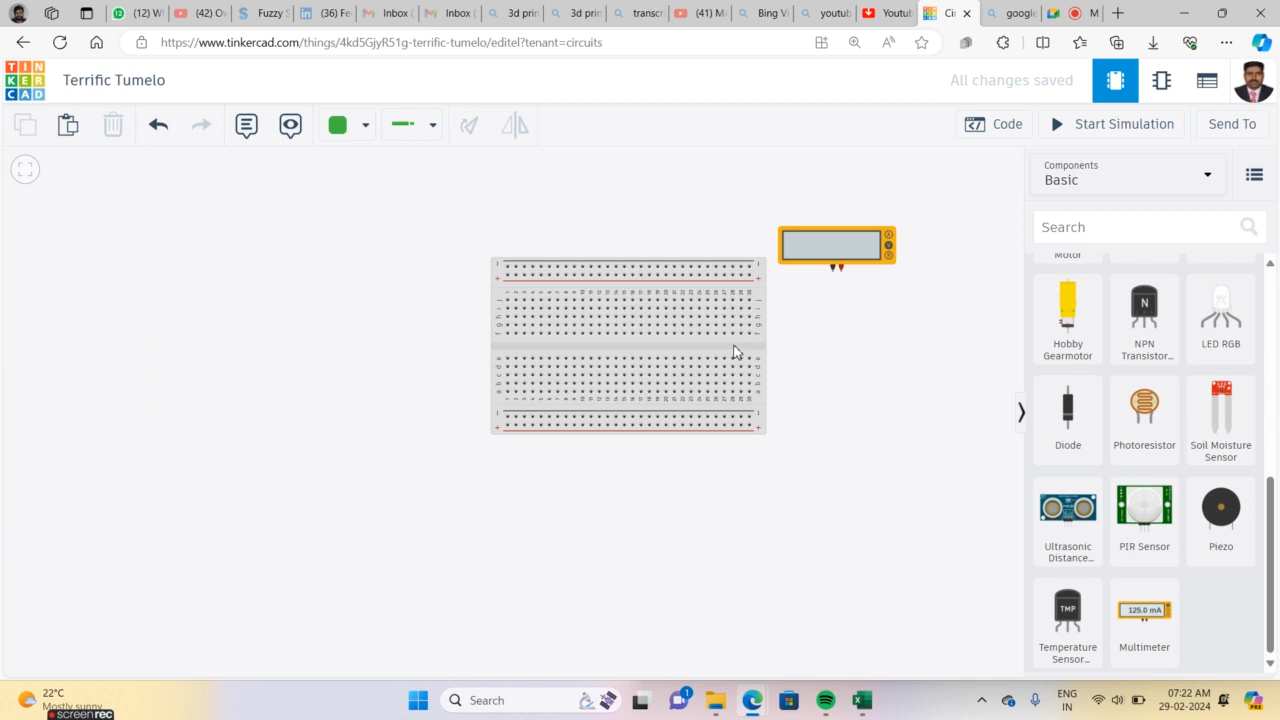 (12) W
(42) O
Fuzzy S
(36) Fe
Inbox (
Inbox (
3d prin
3d prin
transc
(41) M
Bing V
youtub
Youtub
Cir
google
M
https://www.tinkercad.com/things/4kd5GjyR51g-terrific-tumelo/editel?tenant=circuits
TIN
KER
CAD
Terrific Tumelo
All changes saved
Code
Start Simulation
Send To
Components
Basic
Search
Motor
Hobby
Gearmotor
NPN
Transistor...
LED RGB
Diode
Photoresistor
Soil Moisture
Sensor
Ultrasonic
Distance...
PIR Sensor
Piezo
TMP
125.0 mA
Temperature
Sensor...
Multimeter
22°C
Mostly sunny
screenrec
Search
1
ENG
IN
07:22 AM
29-02-2024